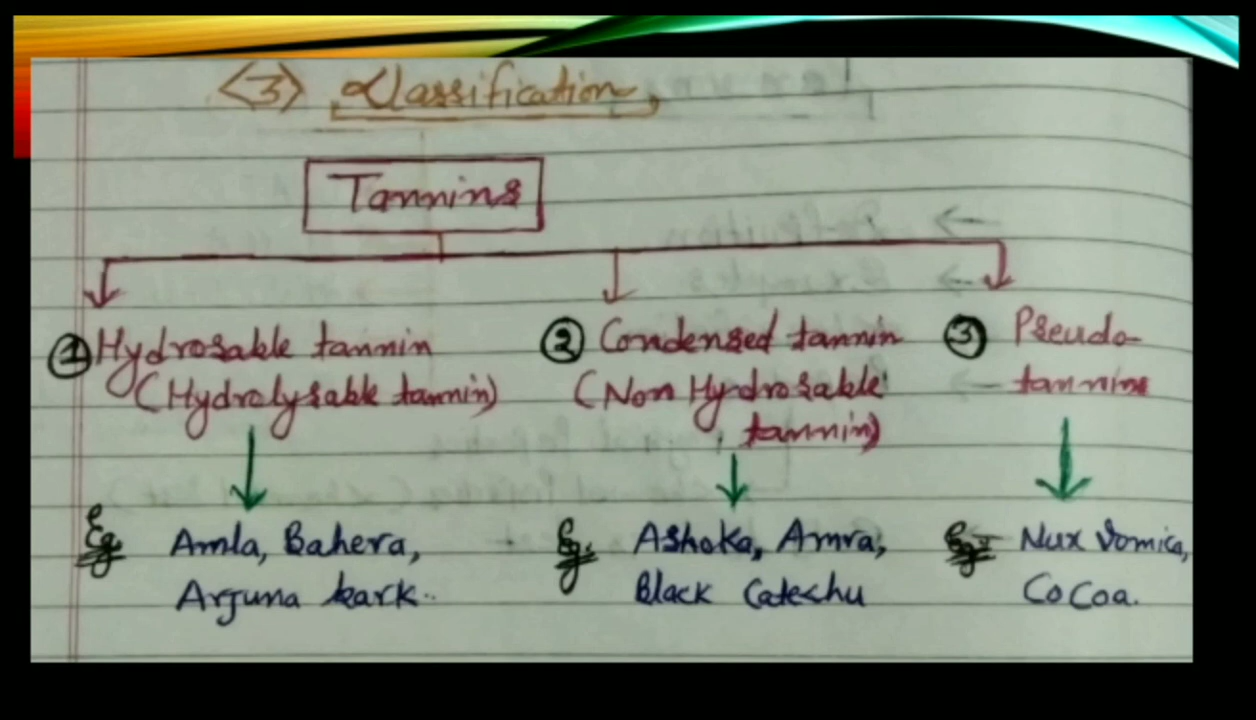 <3> Classification
Tannins
① Hydrosable tannin
(Hydrolysable tannin)
Eg. Amla, Bahera,
Arjuna bark..
② Condensed tannin
(Non Hydrosable
tannin)
Eg. Ashoka, Amra,
Black Catechu
③ Pseudo-
tannins
Eg:- Nux Vomica,
CoCoa.